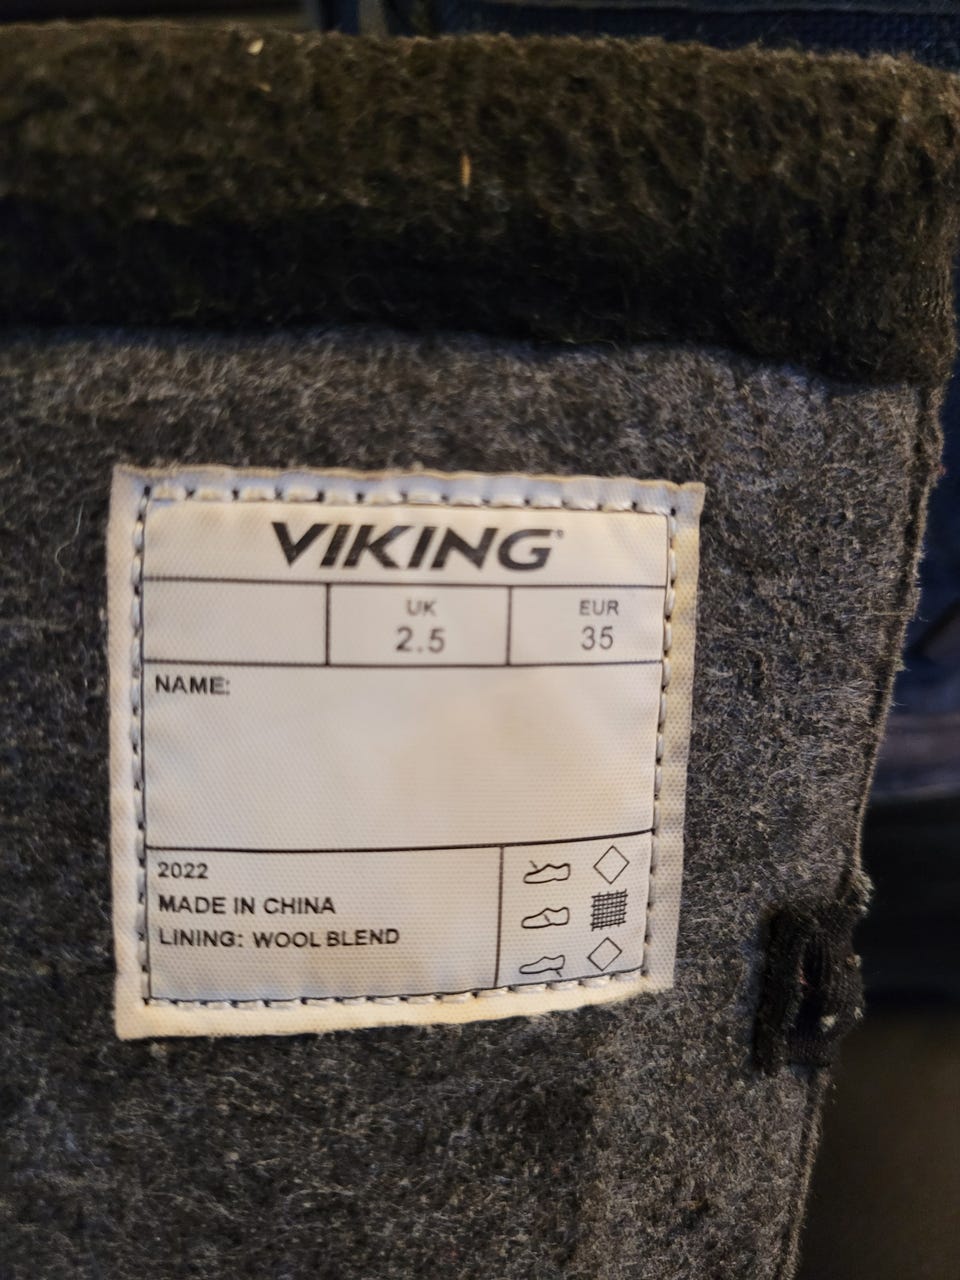 VIKING®
UK EUR
2.5 35
NAME:
2022
MADE IN CHINA
LINING: WOOL BLEND